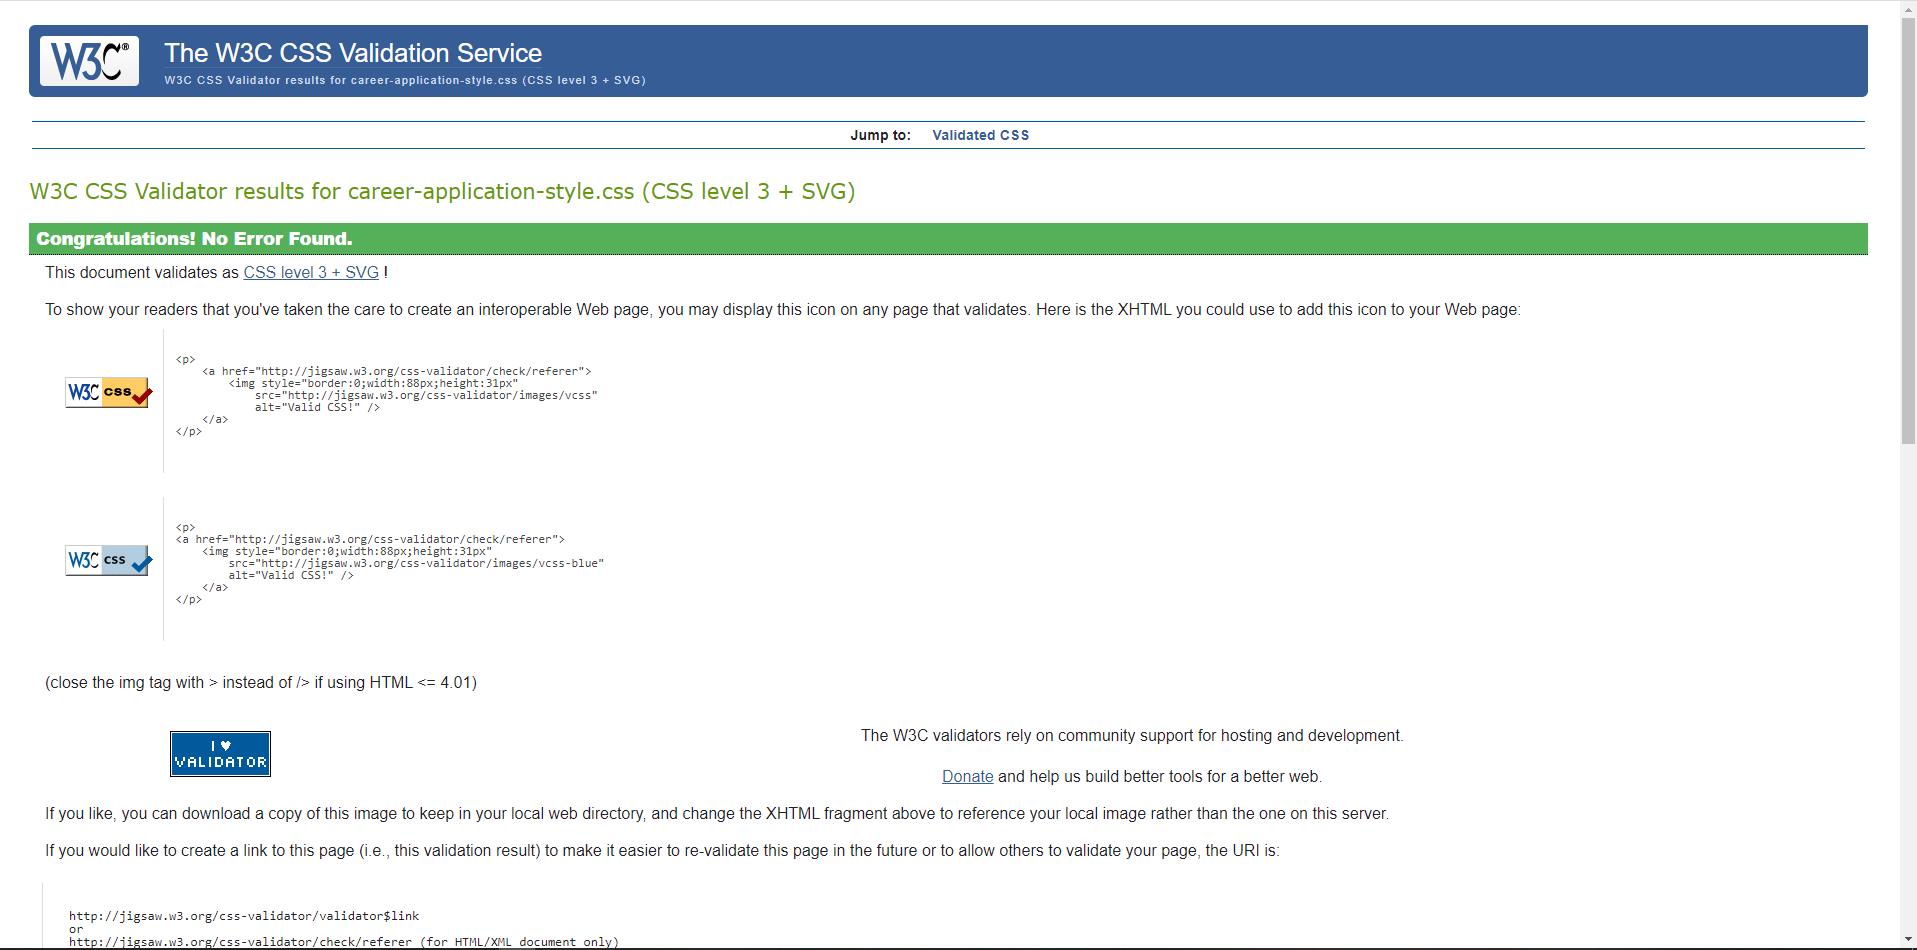 W3C®
The W3C CSS Validation Service
W3C CSS Validator results for career-application-style.css (CSS level 3 + SVG)
Jump to: Validated CSS
W3C CSS Validator results for career-application-style.css (CSS level 3 + SVG)
Congratulations! No Error Found.
This document validates as CSS level 3 + SVG !
To show your readers that you've taken the care to create an interoperable Web page, you may display this icon on any page that validates. Here is the XHTML you could use to add this icon to your Web page:
W3C css
<p>
    <a href="http://jigsaw.w3.org/css-validator/check/referer">
        <img style="border:0;width:88px;height:31px"
            src="http://jigsaw.w3.org/css-validator/images/vcss"
            alt="Valid CSS!" />
    </a>
</p>
W3C css
<p>
<a href="http://jigsaw.w3.org/css-validator/check/referer">
    <img style="border:0;width:88px;height:31px"
        src="http://jigsaw.w3.org/css-validator/images/vcss-blue"
        alt="Valid CSS!" />
    </a>
</p>
(close the img tag with > instead of /> if using HTML <= 4.01)
I ♥
VALIDATOR
The W3C validators rely on community support for hosting and development.
Donate and help us build better tools for a better web.
If you like, you can download a copy of this image to keep in your local web directory, and change the XHTML fragment above to reference your local image rather than the one on this server.
If you would like to create a link to this page (i.e., this validation result) to make it easier to re-validate this page in the future or to allow others to validate your page, the URI is:
http://jigsaw.w3.org/css-validator/validator$link
or
http://jigsaw.w3.org/css-validator/check/referer (for HTML/XML document only)